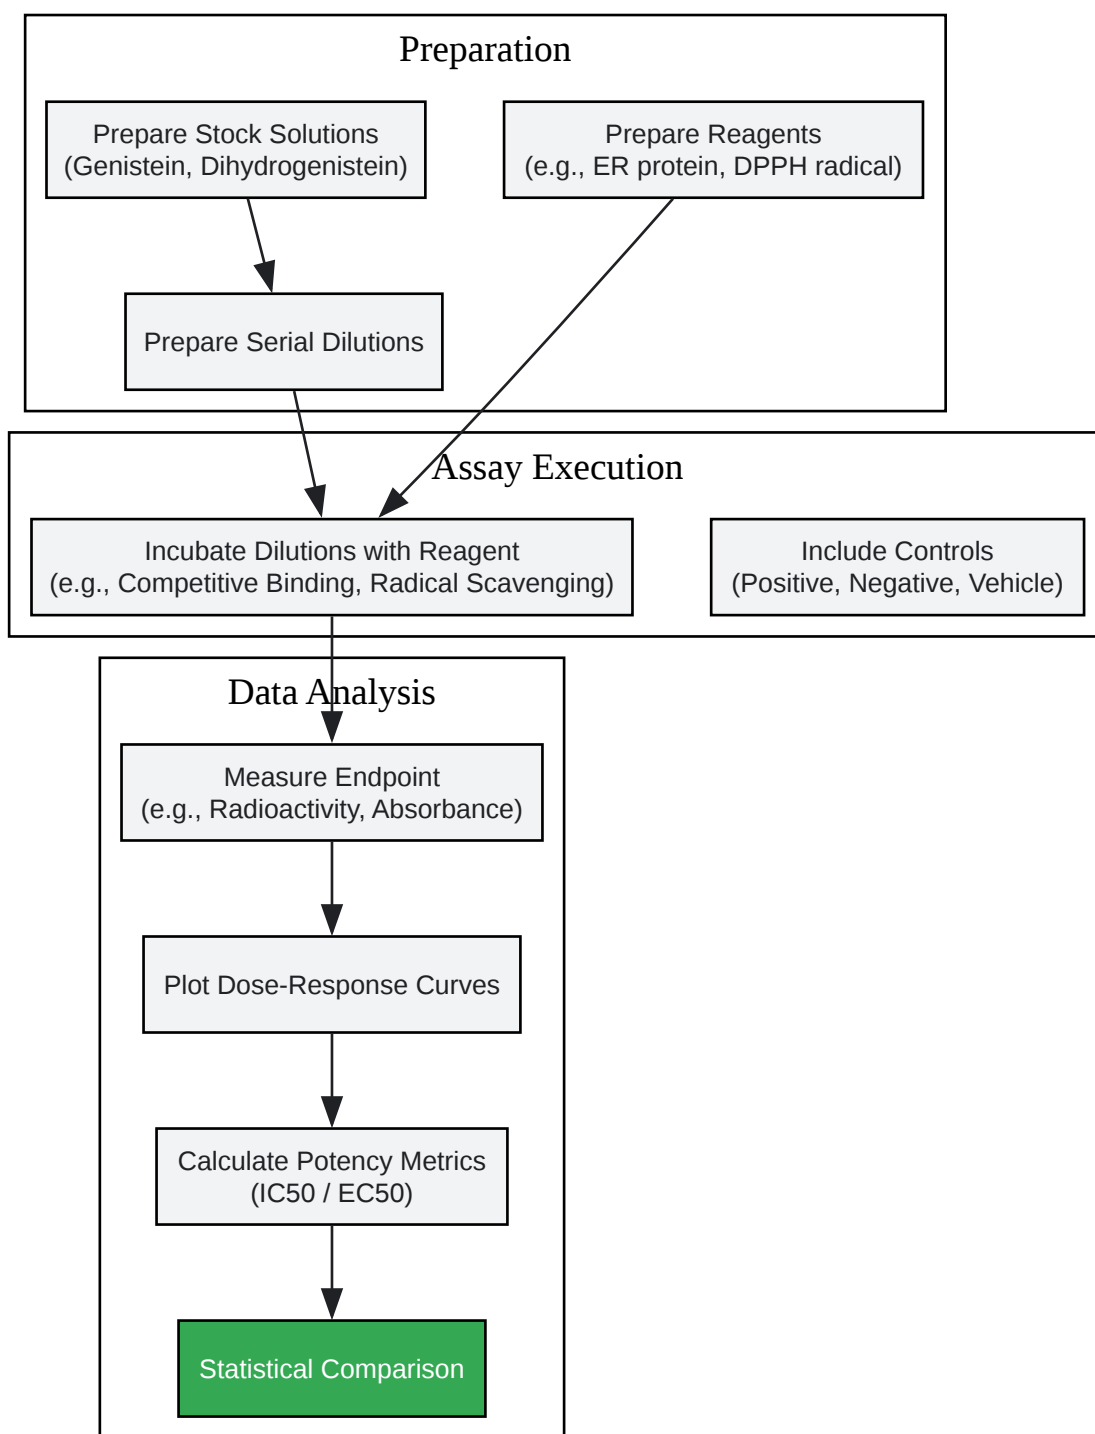 Preparation
Prepare Stock Solutions
(Genistein, Dihydrogenistein)
Prepare Reagents
(e.g., ER protein, DPPH radical)
Prepare Serial Dilutions
Assay Execution
Incubate Dilutions with Reagent
(e.g., Competitive Binding, Radical Scavenging)
Include Controls
(Positive, Negative, Vehicle)
Data Analysis
Measure Endpoint
(e.g., Radioactivity, Absorbance)
Plot Dose-Response Curves
Calculate Potency Metrics
(IC50 / EC50)
Statistical Comparison